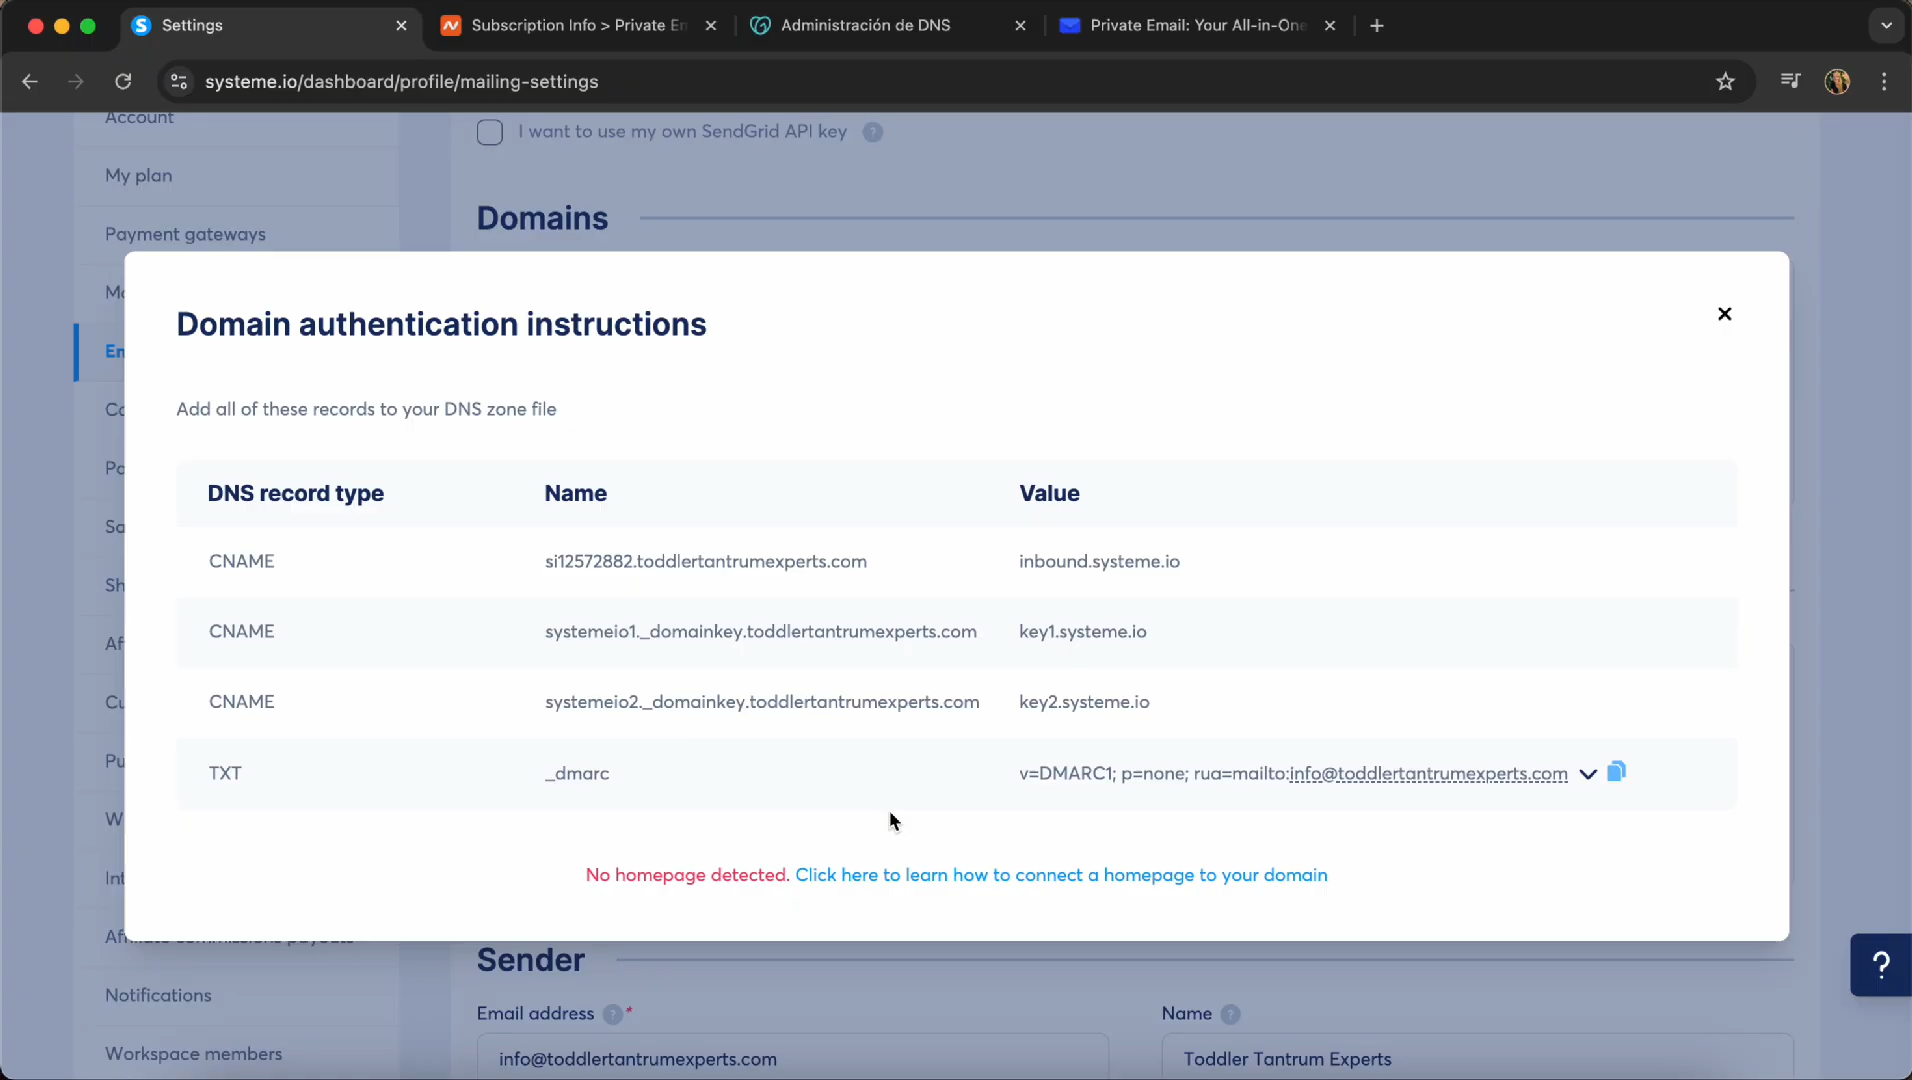 Settings
Subscription Info > Private En
Administración de DNS
Private Email: Your All-in-One
systeme.io/dashboard/profile/mailing-settings
Account
I want to use my own SendGrid API key ?
My plan
Domains
Payment gateways
Domain authentication instructions
Add all of these records to your DNS zone file
DNS record type Name Value
CNAME si12572882.toddlertantrumexperts.com inbound.systeme.io
CNAME systemeio1._domainkey.toddlertantrumexperts.com key1.systeme.io
CNAME systemeio2._domainkey.toddlertantrumexperts.com key2.systeme.io
TXT _dmarc v=DMARC1; p=none; rua=mailto:info@toddlertantrumexperts.com
No homepage detected. Click here to learn how to connect a homepage to your domain
Sender
Notifications
Email address ? *
Name ?
Workspace members
info@toddlertantrumexperts.com
Toddler Tantrum Experts
?